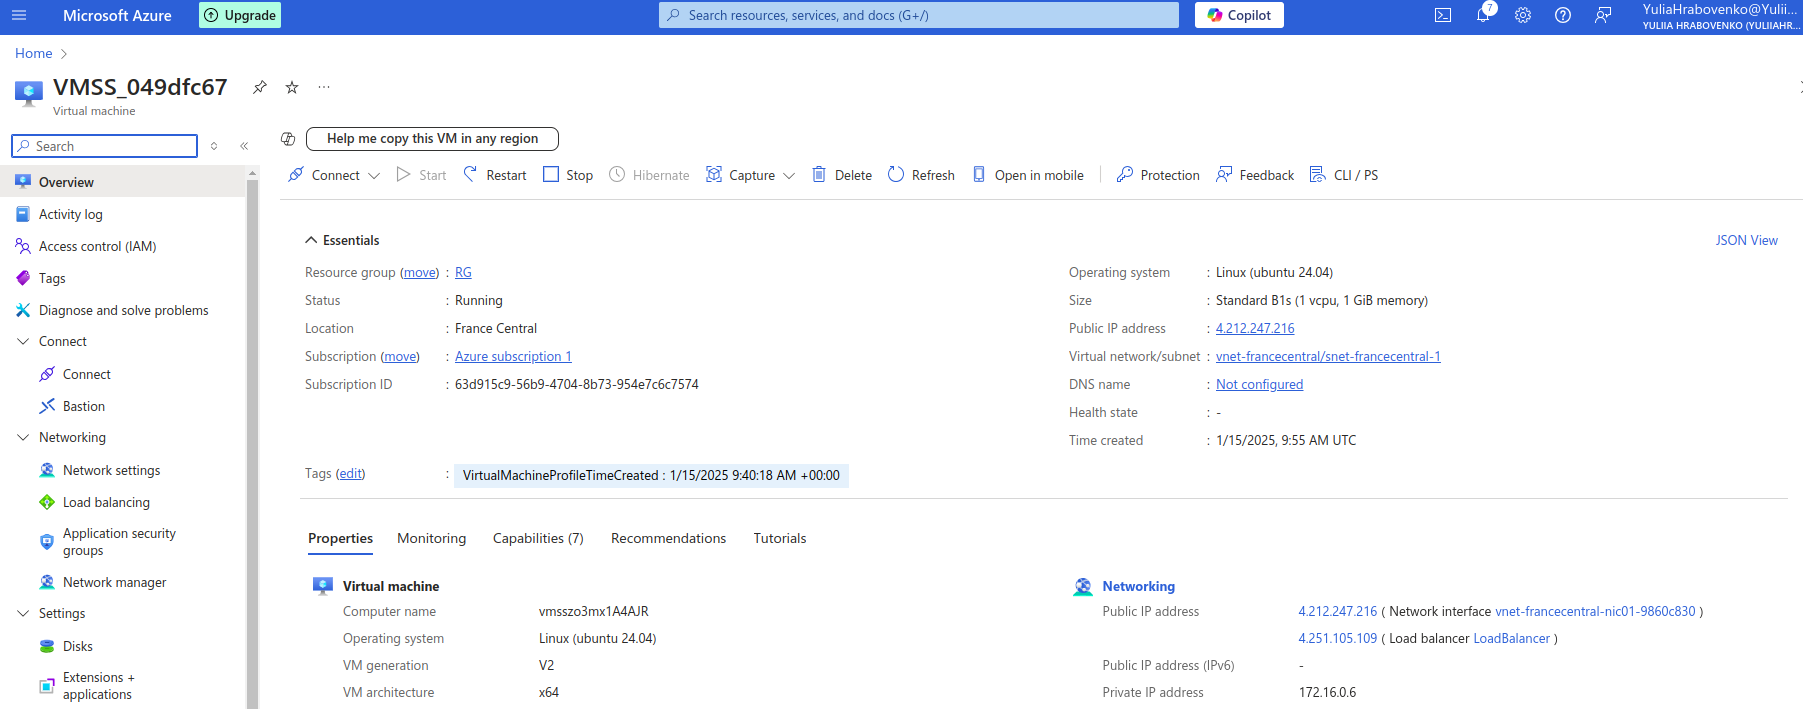 Microsoft Azure
Upgrade
Search resources, services, and docs (G+/)
Copilot
7
YuliaHrabovenko@Yulii...
YULIIA HRABOVENKO (YULIIAHR...
Home
VMSS_049dfc67
Virtual machine
Search
Overview
Activity log
Access control (IAM)
Tags
Diagnose and solve problems
Connect
Connect
Bastion
Networking
Network settings
Load balancing
Application security
groups
Network manager
Settings
Disks
Extensions +
applications
Help me copy this VM in any region
Connect Start Restart Stop Hibernate Capture Delete Refresh Open in mobile Protection Feedback CLI / PS
Essentials
JSON View
Resource group (move) : RG
Status : Running
Location : France Central
Subscription (move) : Azure subscription 1
Subscription ID : 63d915c9-56b9-4704-8b73-954e7c6c7574
Operating system : Linux (ubuntu 24.04)
Size : Standard B1s (1 vcpu, 1 GiB memory)
Public IP address : 4.212.247.216
Virtual network/subnet : vnet-francecentral/snet-francecentral-1
DNS name : Not configured
Health state : -
Time created : 1/15/2025, 9:55 AM UTC
Tags (edit) : VirtualMachineProfileTimeCreated : 1/15/2025 9:40:18 AM +00:00
Properties Monitoring Capabilities (7) Recommendations Tutorials
Virtual machine
Computer name vmsszo3mx1A4AJR
Operating system Linux (ubuntu 24.04)
VM generation V2
VM architecture x64
Networking
Public IP address 4.212.247.216 ( Network interface vnet-francecentral-nic01-9860c830 )
4.251.105.109 ( Load balancer LoadBalancer )
Public IP address (IPv6) -
Private IP address 172.16.0.6